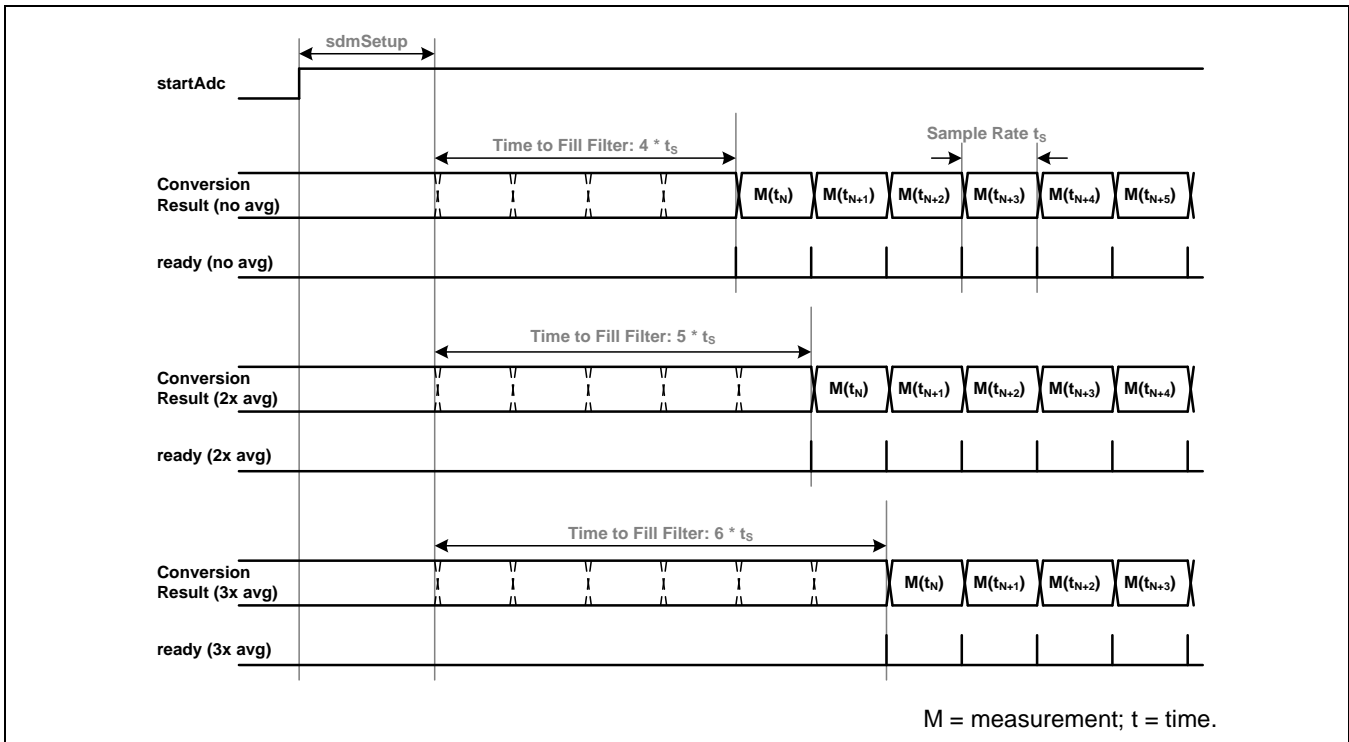 sdmSetup
startAdc
Time to Fill Filter: 4 * tS
Sample Rate tS
Conversion
Result (no avg)
M(tN) M(tN+1) M(tN+2) M(tN+3) M(tN+4) M(tN+5)
ready (no avg)
Time to Fill Filter: 5 * tS
Conversion
Result (2x avg)
M(tN) M(tN+1) M(tN+2) M(tN+3) M(tN+4)
ready (2x avg)
Time to Fill Filter: 6 * tS
Conversion
Result (3x avg)
M(tN) M(tN+1) M(tN+2) M(tN+3)
ready (3x avg)
M = measurement; t = time.